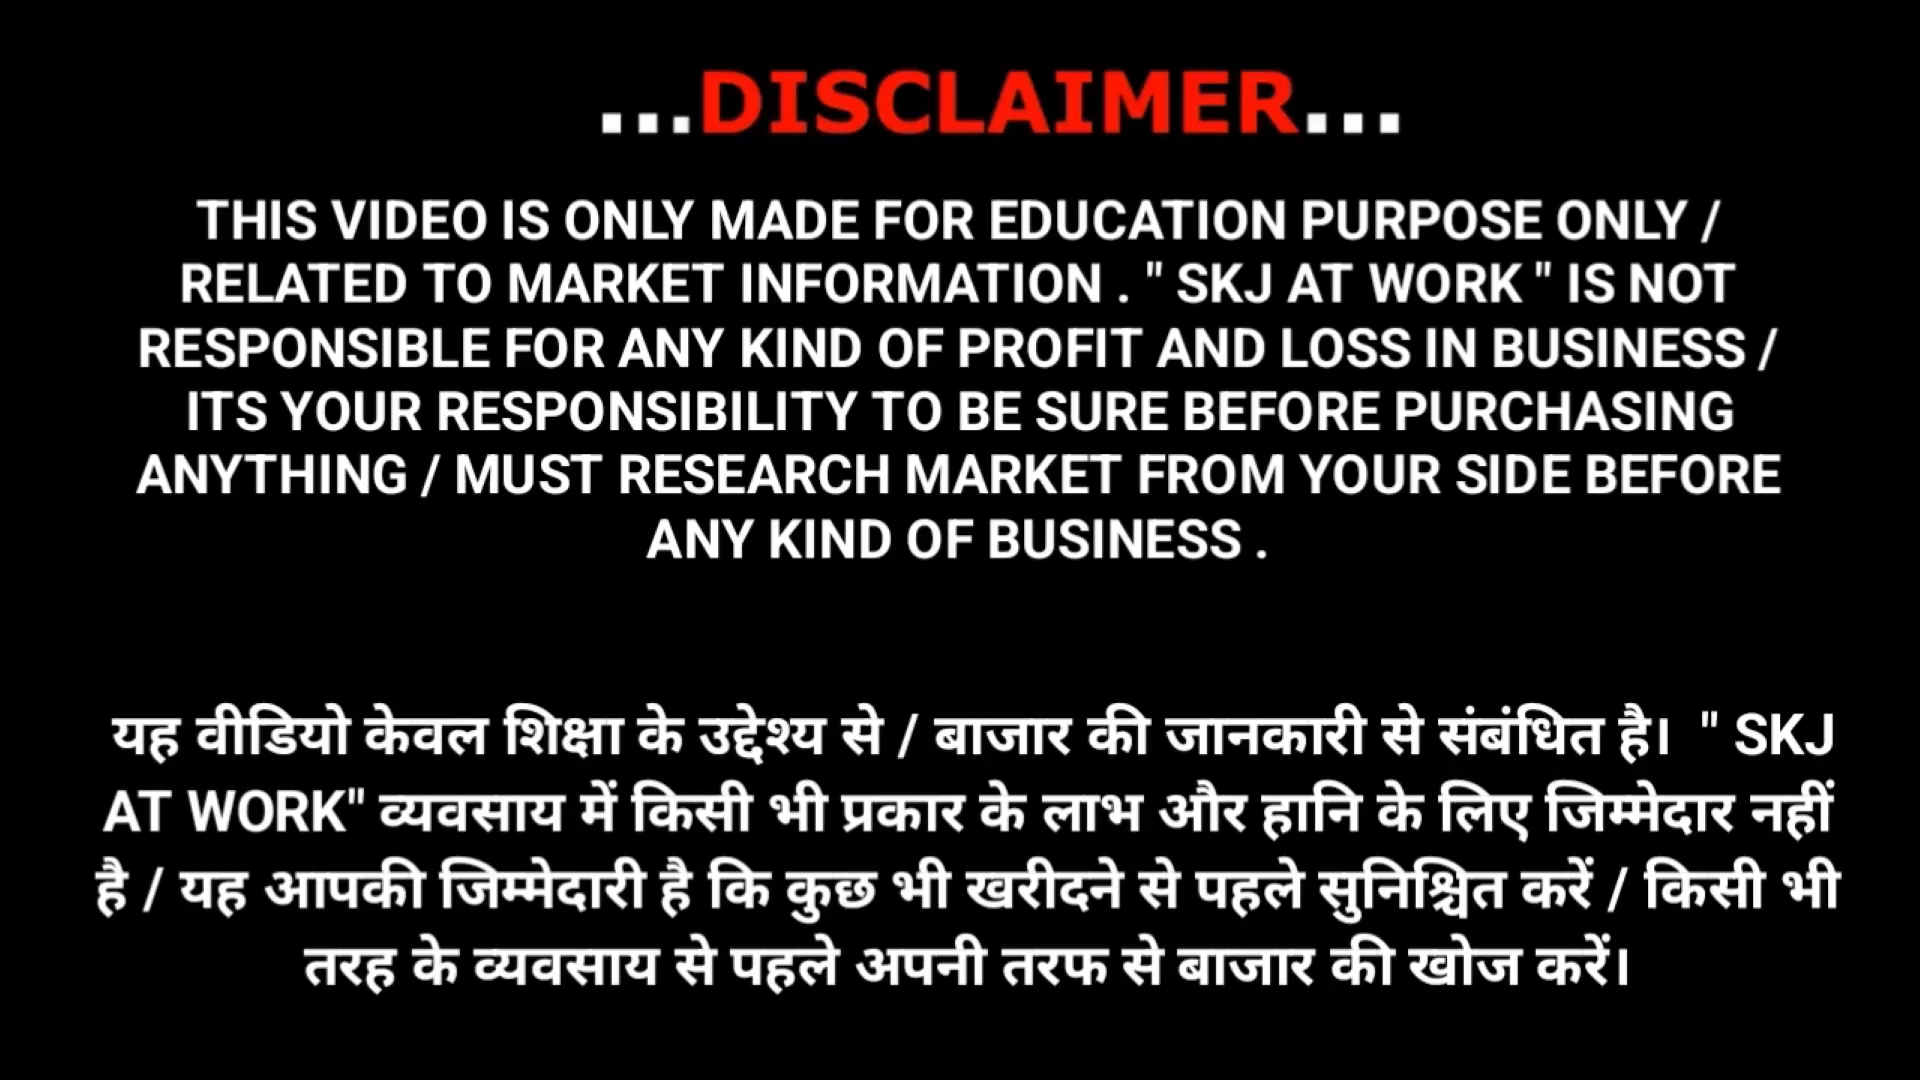 ...DISCLAIMER...
THIS VIDEO IS ONLY MADE FOR EDUCATION PURPOSE ONLY /
RELATED TO MARKET INFORMATION . " SKJ AT WORK " IS NOT
RESPONSIBLE FOR ANY KIND OF PROFIT AND LOSS IN BUSINESS /
ITS YOUR RESPONSIBILITY TO BE SURE BEFORE PURCHASING
ANYTHING / MUST RESEARCH MARKET FROM YOUR SIDE BEFORE
ANY KIND OF BUSINESS .
यह वीडियो केवल शिक्षा के उद्देश्य से / बाजार की जानकारी से संबंधित है। " SKJ
AT WORK" व्यवसाय में किसी भी प्रकार के लाभ और हानि के लिए जिम्मेदार नहीं
है / यह आपकी जिम्मेदारी है कि कुछ भी खरीदने से पहले सुनिश्चित करें / किसी भी
तरह के व्यवसाय से पहले अपनी तरफ से बाजार की खोज करें।